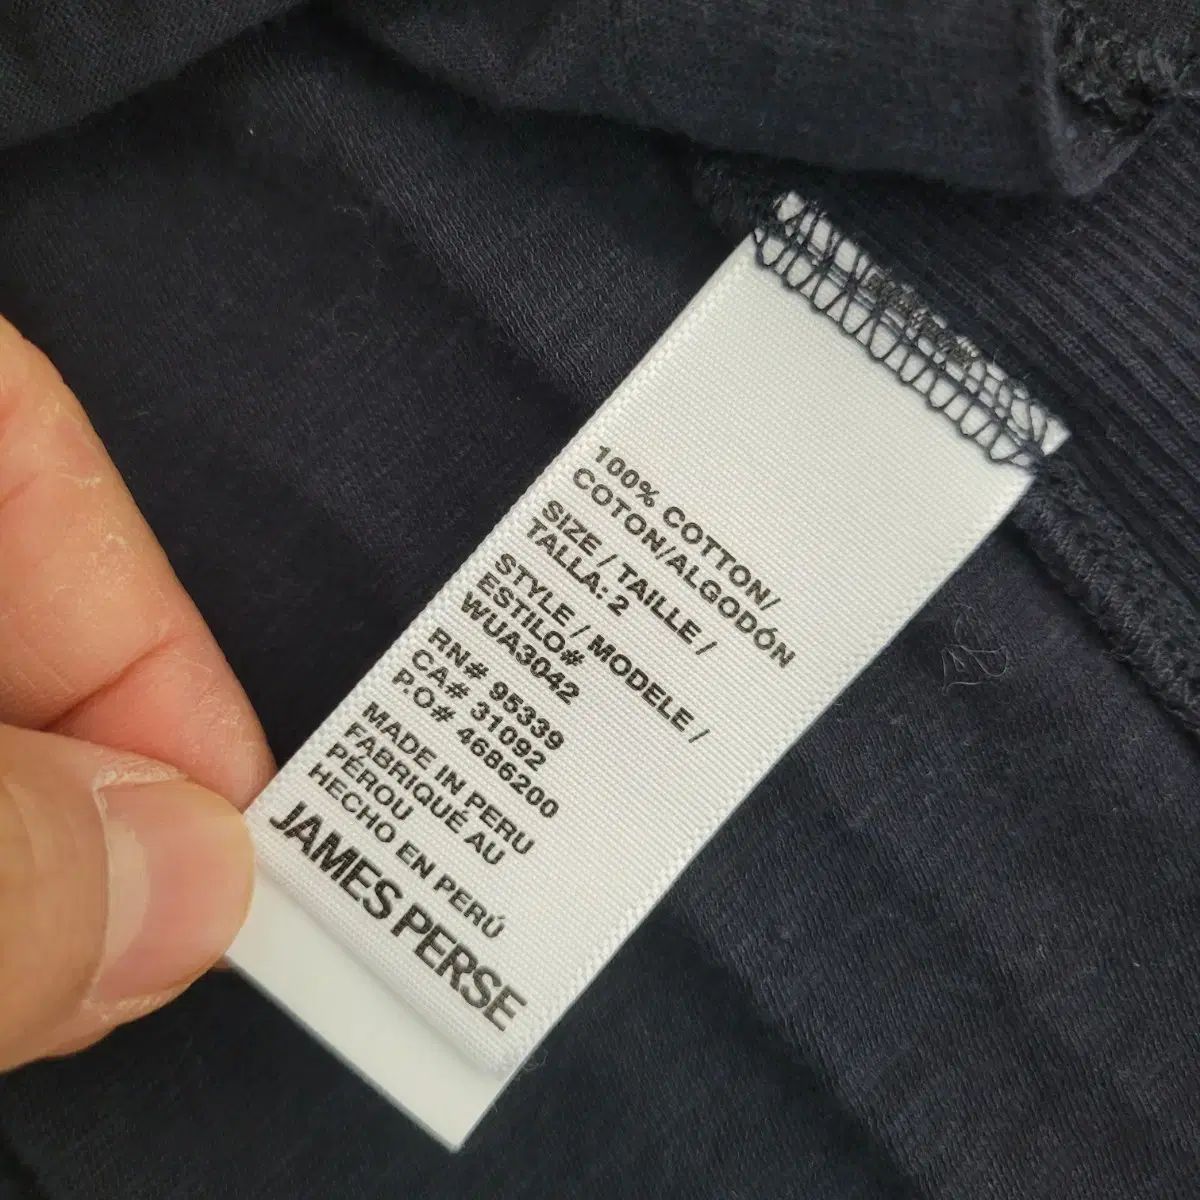 100% COTTON/
COTON/ALGODÓN
SIZE / TAILLE /
TALLA: 2
STYLE / MODELE /
ESTILO#
WUA3042
RN# 95339
CA# 31092
P.O# 4686200
MADE IN PERU
FABRIQUÉ AU
PÉROU
HECHO EN PERÚ
JAMES PERSE